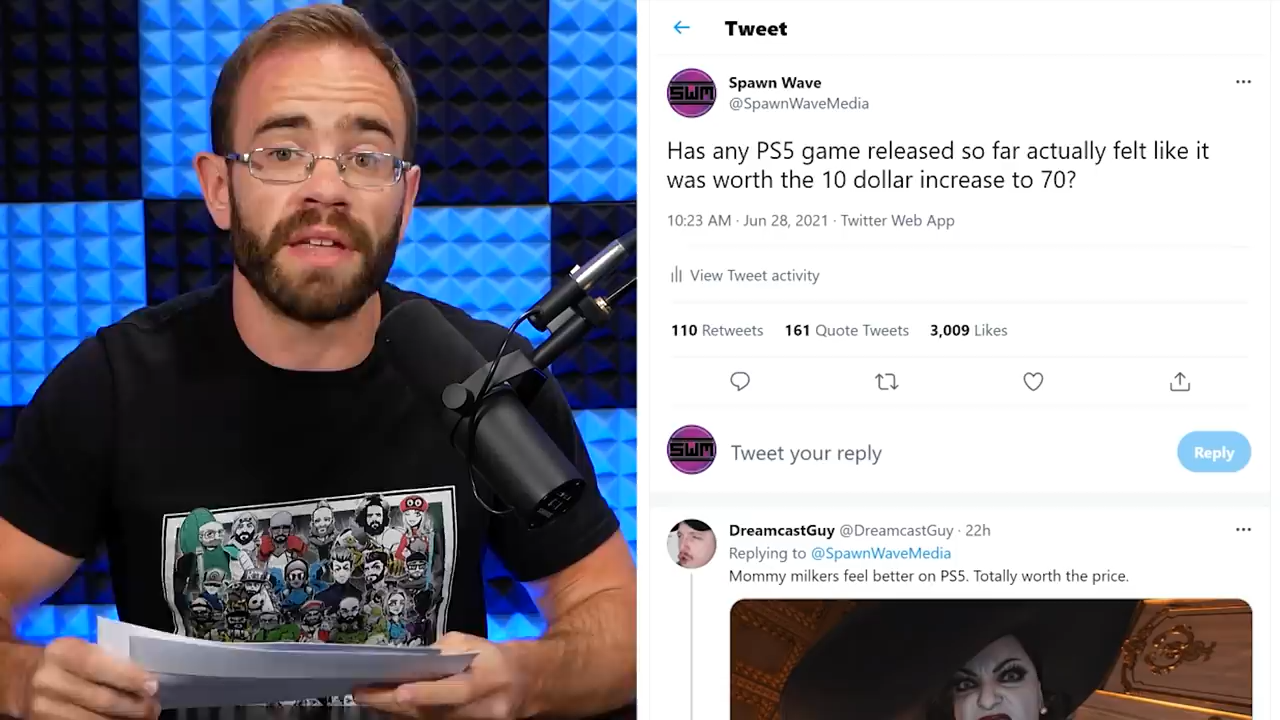 Tweet
SWM
Spawn Wave
@SpawnWaveMedia
Has any PS5 game released so far actually felt like it
was worth the 10 dollar increase to 70?
10:23 AM · Jun 28, 2021 · Twitter Web App
View Tweet activity
110 Retweets 161 Quote Tweets 3,009 Likes
SWM
Tweet your reply
Reply
DreamcastGuy @DreamcastGuy · 22h
Replying to @SpawnWaveMedia
Mommy milkers feel better on PS5. Totally worth the price.